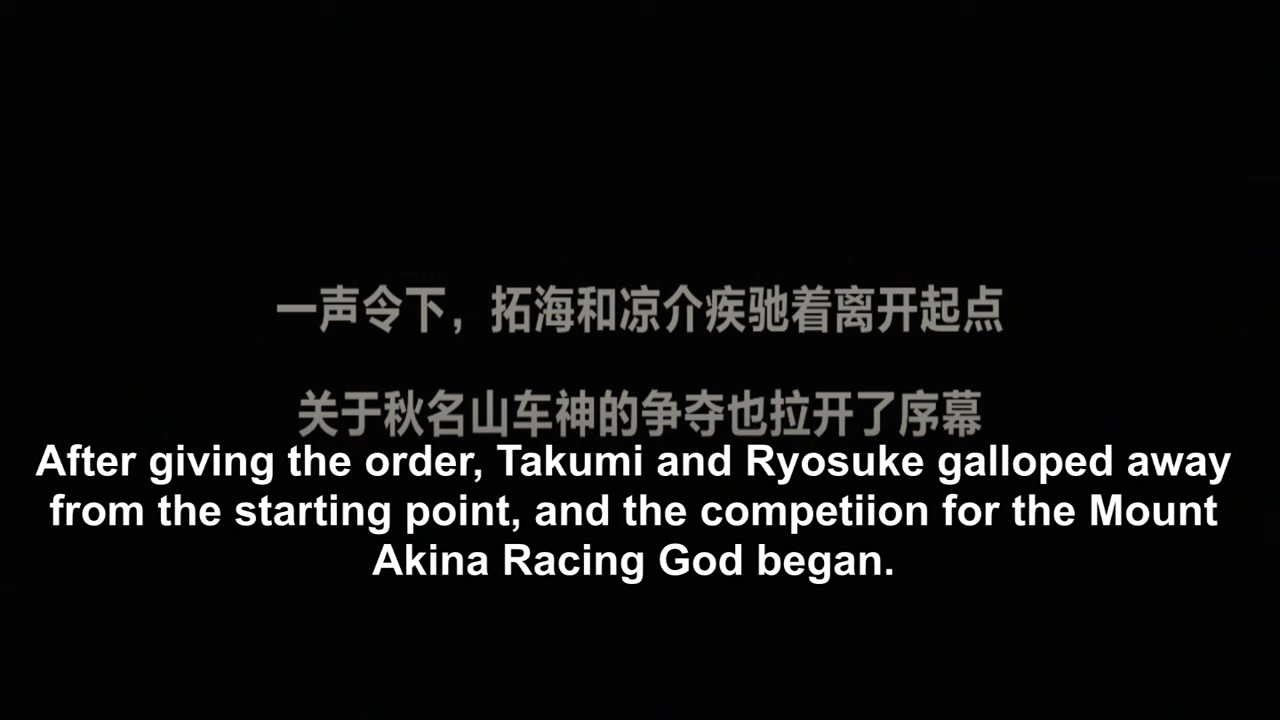 一声令下，拓海和凉介疾驰着离开起点
关于秋名山车神的争夺也拉开了序幕
After giving the order, Takumi and Ryosuke galloped away
from the starting point, and the competiion for the Mount
Akina Racing God began.